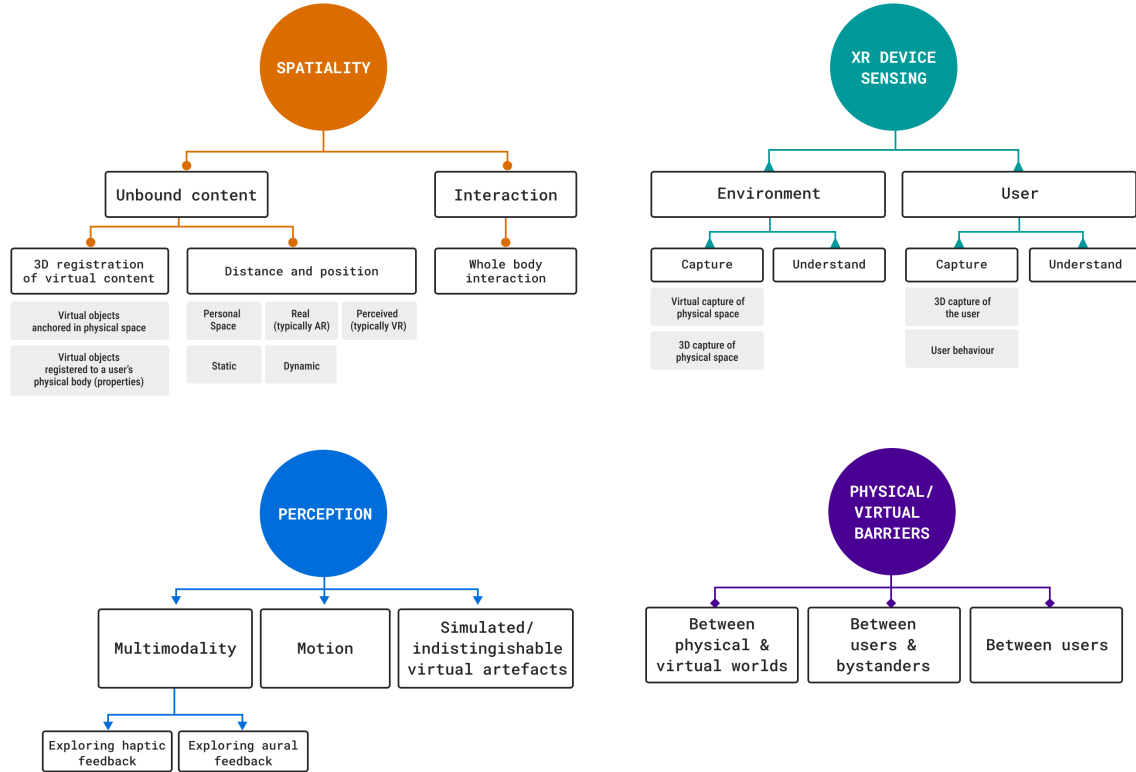 SPATIALITY
Unbound content
Interaction
3D registration
of virtual content
Distance and position
Whole body
interaction
Virtual objects
anchored in physical space
Personal
Space
Real
(typically AR)
Perceived
(typically VR)
Virtual objects
registered to a user's
physical body (properties)
Static
Dynamic
XR DEVICE
SENSING
Environment
User
Capture
Understand
Capture
Understand
Virtual capture of
physical space
3D capture of
physical space
3D capture of
the user
User behaviour
PERCEPTION
Multimodality
Motion
Simulated/
indistingishable
virtual artefacts
Exploring haptic
feedback
Exploring aural
feedback
PHYSICAL/
VIRTUAL
BARRIERS
Between
physical &
virtual worlds
Between
users &
bystanders
Between users